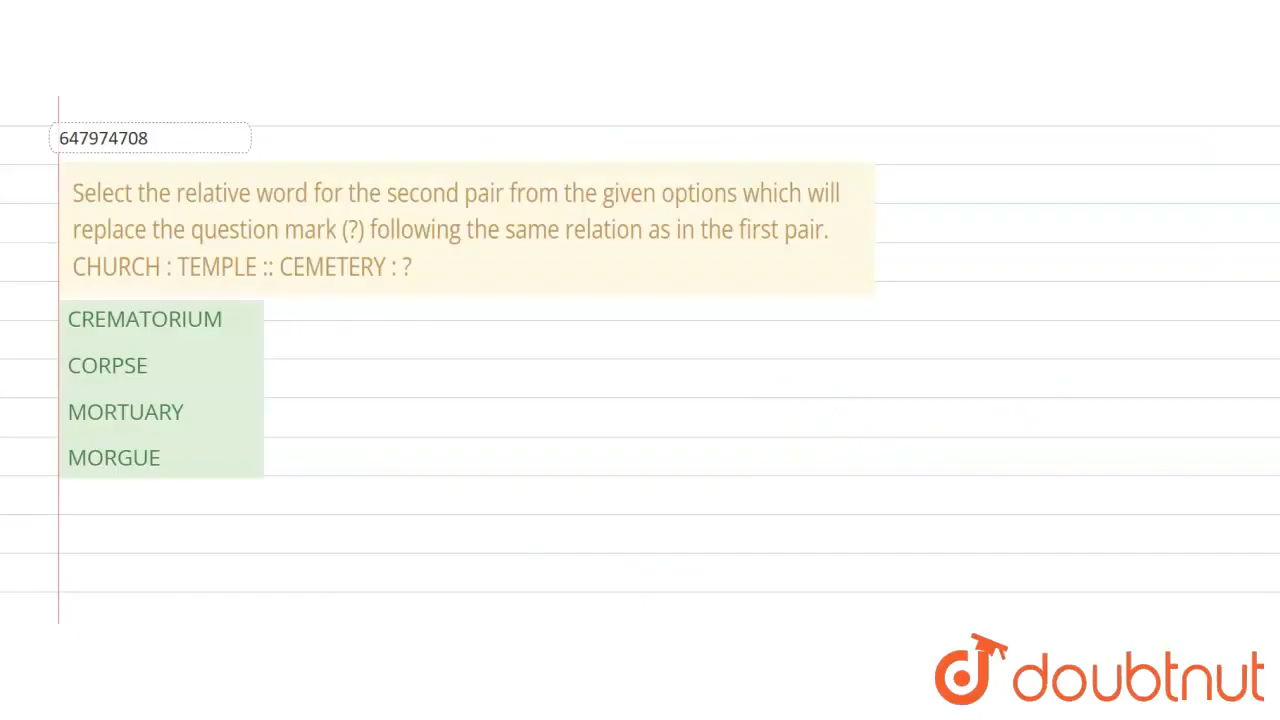 647974708
Select the relative word for the second pair from the given options which will
replace the question mark (?) following the same relation as in the first pair.
CHURCH : TEMPLE :: CEMETERY : ?
CREMATORIUM
CORPSE
MORTUARY
MORGUE
doubtnut